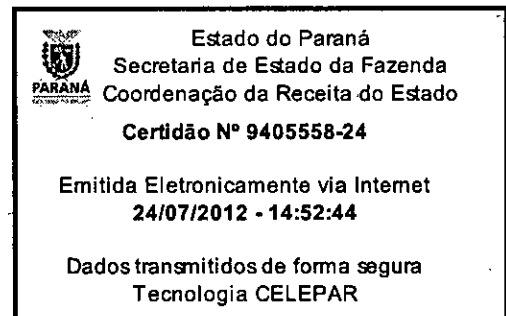 Estado do Paraná
Secretaria de Estado da Fazenda
PARANÁ
Coordenação da Receita do Estado
Certidão Nº 9405558-24
Emitida Eletronicamente via Internet
24/07/2012 - 14:52:44
Dados transmitidos de forma segura
Tecnologia CELEPAR